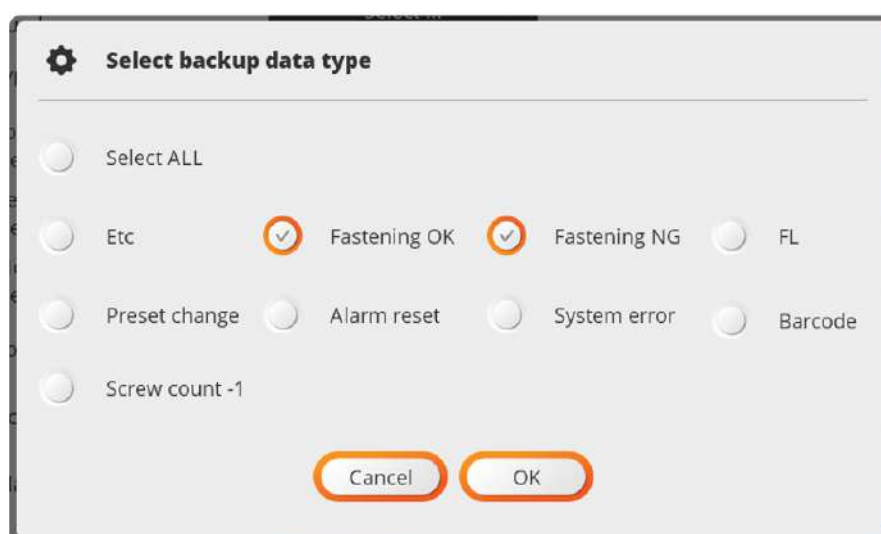 Select backup data type
Select ALL
Etc Fastening OK Fastening NG FL
Preset change Alarm reset System error Barcode
Screw count -1
Cancel OK